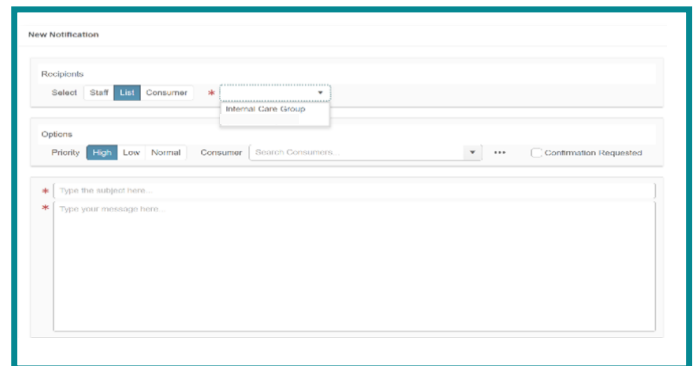 New Notification
Recipients
Select Staff List Consumer *
Internal Care Group
Options
Priority High Low Normal Consumer Search Consumers... ... Confirmation Requested
* Type the subject here...
* Type your message here...